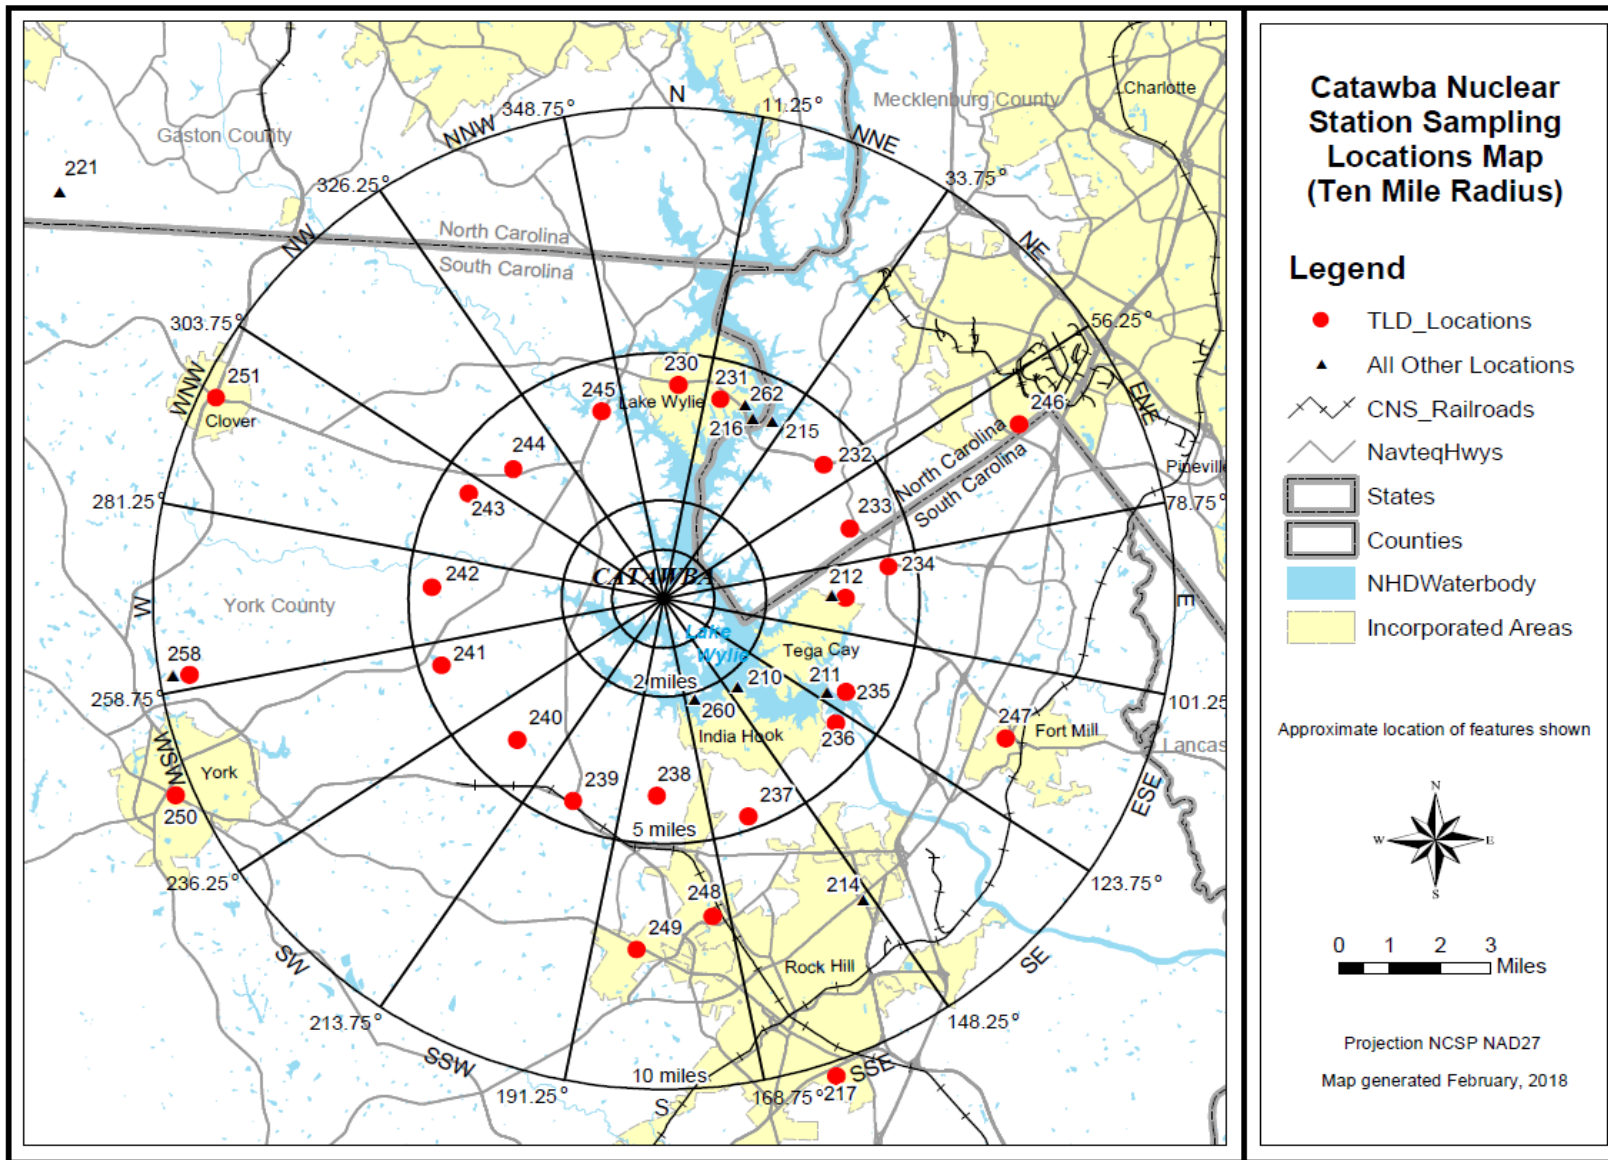 N
348.75°
11.25°
Mecklenburg County
Charlotte
NNW
NNE
Gaston County
221
326.25°
33.75°
NW
North Carolina
South Carolina
NE
303.75°
56.25°
WNW
251
Clover
230
231
245
Lake Wylie
262
216
215
246
ENE
244
232
North Carolina
South Carolina
Pineville
243
281.25°
78.75°
233
234
242
CATAWBA
212
W
York County
E
Lake
Wylie
Tega Cay
241
258
2 miles
210
211
235
258.75°
101.25
260
240
India Hook
236
247
Fort Mill
Lancas
WSW
York
239
238
237
ESE
250
5 miles
236.25°
214
123.75°
248
249
SW
Rock Hill
SE
213.75°
148.25°
SSW
10 miles
SSE
191.25°
S
168.75°
217
Catawba Nuclear
Station Sampling
Locations Map
(Ten Mile Radius)
Legend
TLD_Locations
All Other Locations
CNS_Railroads
NavteqHwys
States
Counties
NHDWaterbody
Incorporated Areas
Approximate location of features shown
N
W
E
S
0 1 2 3
Miles
Projection NCSP NAD27
Map generated February, 2018